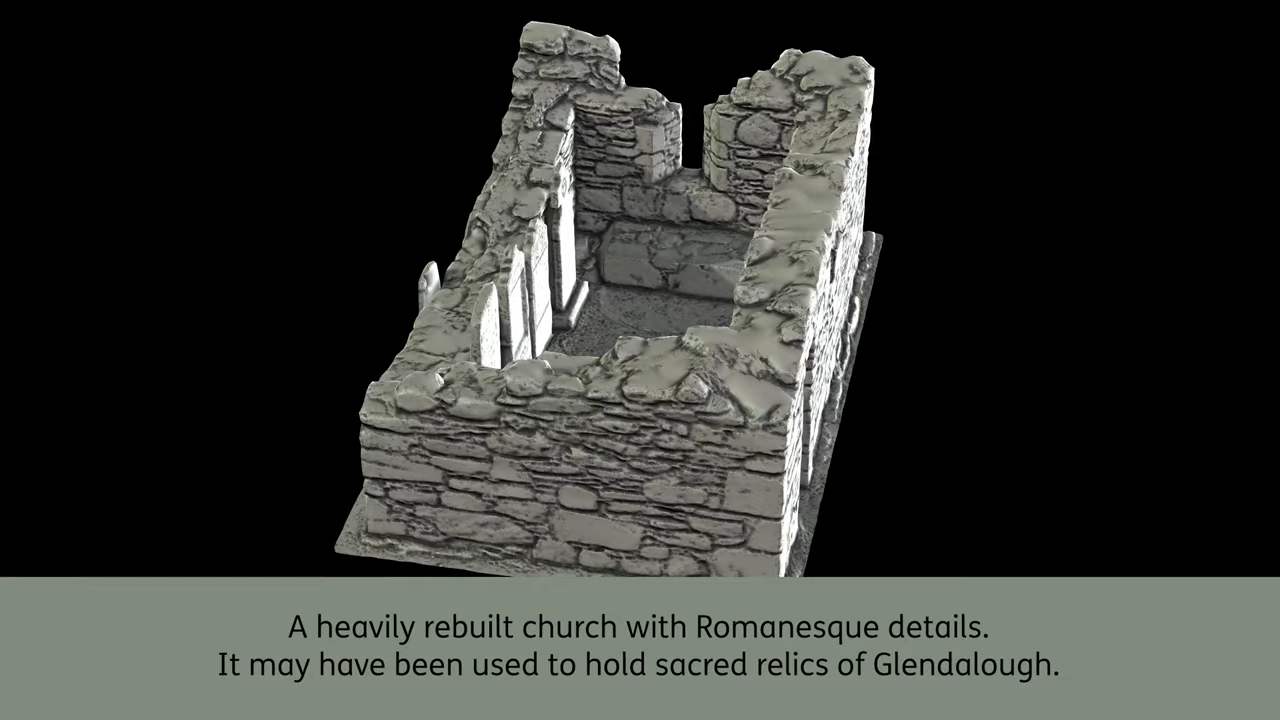 A heavily rebuilt church with Romanesque details.
It may have been used to hold sacred relics of Glendalough.